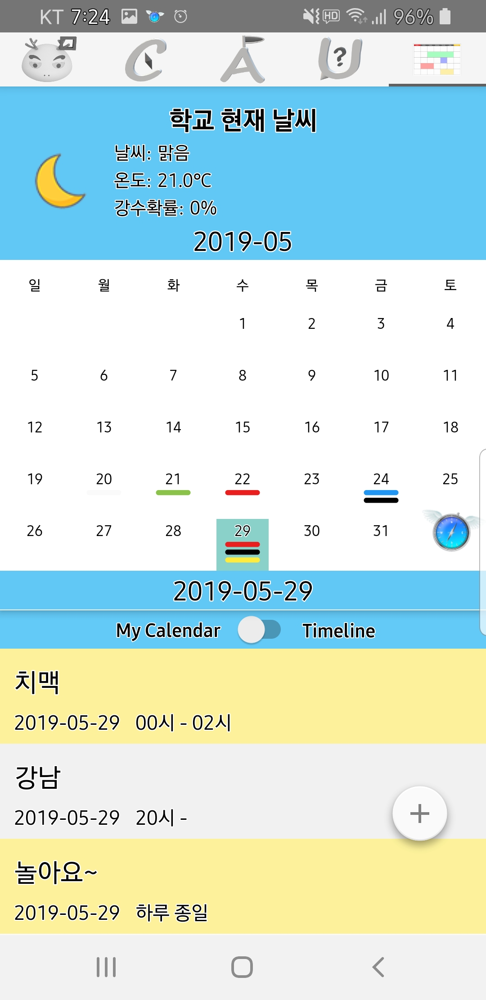 KT 7:24 HD 96%
C A U ?
학교 현재 날씨
날씨: 맑음
온도: 21.0℃
강수확률: 0%
2019-05
일 월 화 수 목 금 토
1 2 3 4
5 6 7 8 9 10 11
12 13 14 15 16 17 18
19 20 21 22 23 24 25
26 27 28 29 30 31
2019-05-29
My Calendar Timeline
치맥
2019-05-29 00시 - 02시
강남
2019-05-29 20시 -
놀아요~
2019-05-29 하루 종일